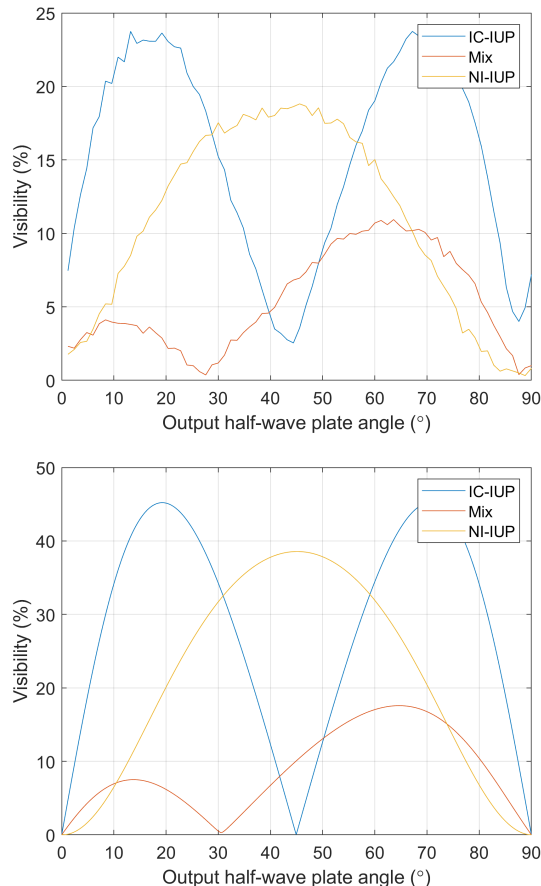 25
20
15
10
5
0
Visibility (%)
IC-IUP
Mix
NI-IUP
0 10 20 30 40 50 60 70 80 90
Output half-wave plate angle (°)
50
40
30
20
10
0
Visibility (%)
IC-IUP
Mix
NI-IUP
0 10 20 30 40 50 60 70 80 90
Output half-wave plate angle (°)